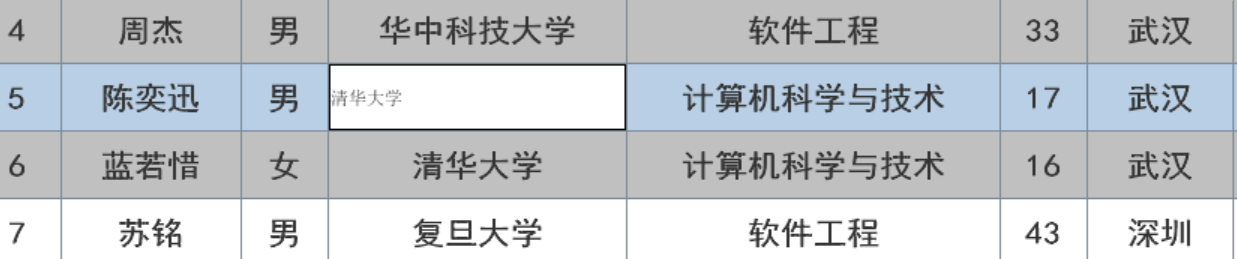 4 周杰 男 华中科技大学 软件工程 33 武汉
5 陈奕迅 男 清华大学 计算机科学与技术 17 武汉
6 蓝若惜 女 清华大学 计算机科学与技术 16 武汉
7 苏铭 男 复旦大学 软件工程 43 深圳